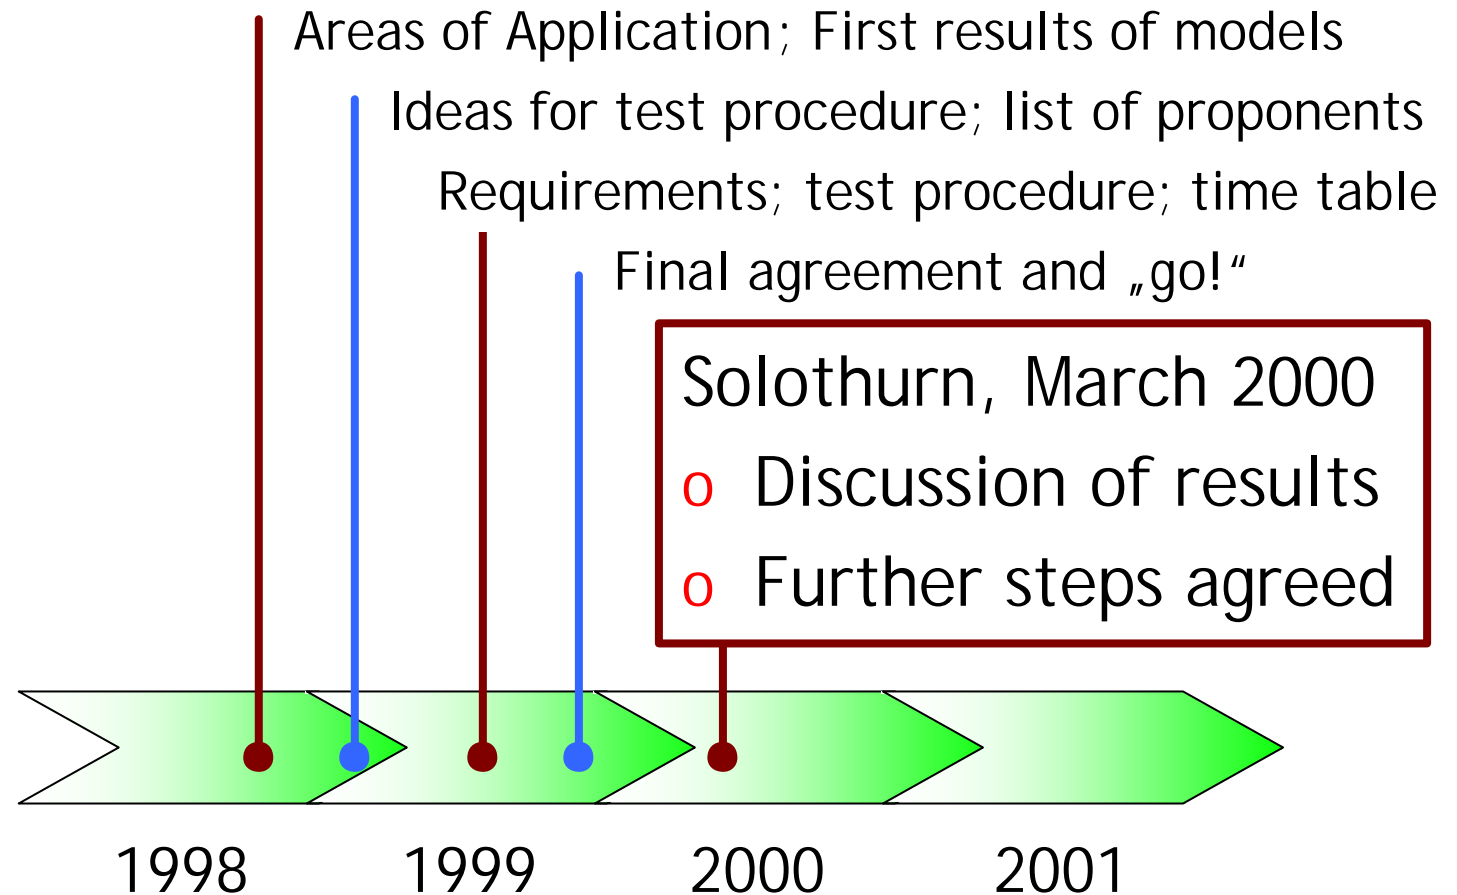 Areas of Application; First results of models
Ideas for test procedure; list of proponents
Requirements; test procedure; time table
Final agreement and „go!“
Solothurn, March 2000
o Discussion of results
o Further steps agreed
1998 1999 2000 2001